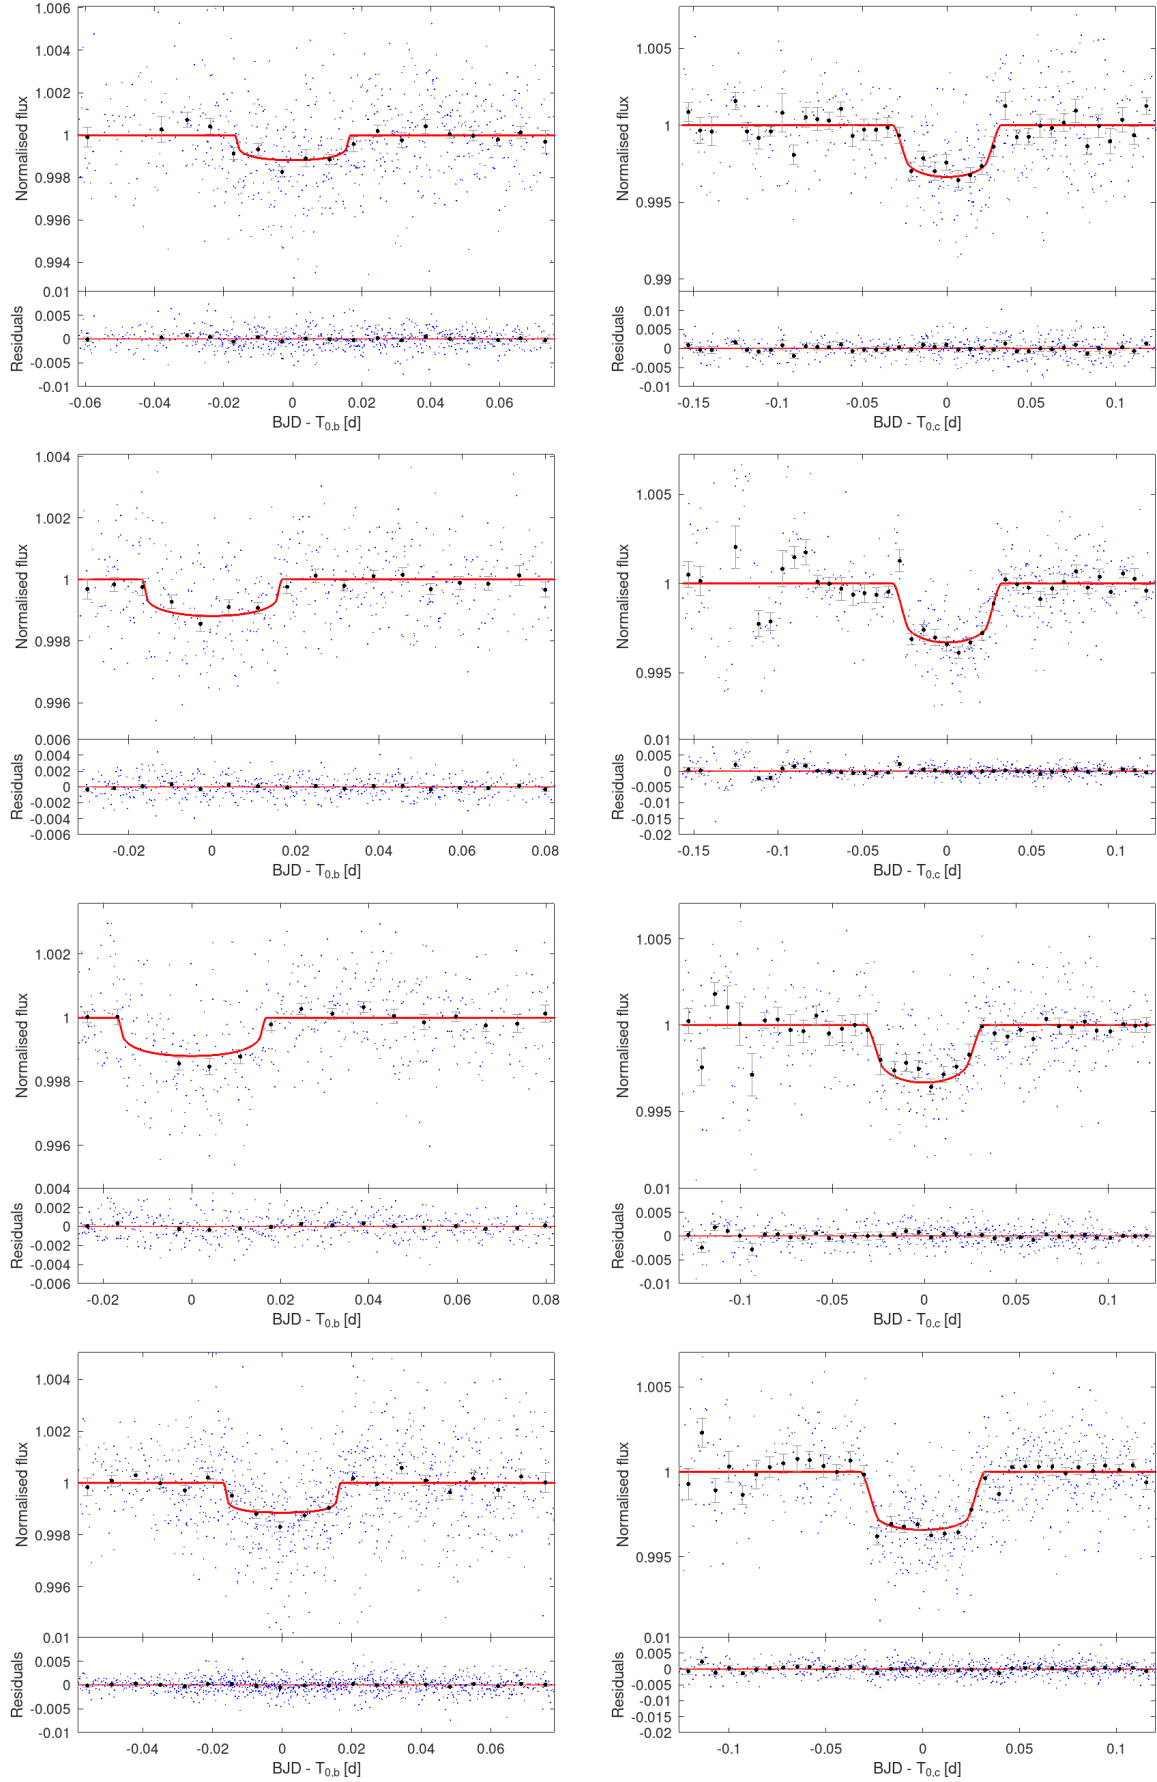 1.006
1.004
1.002
1
0.998
0.996
0.994
Normalised flux
0.01
0.005
0
-0.005
-0.01
Residuals
-0.06 -0.04 -0.02 0 0.02 0.04 0.06
BJD - T0,b [d]
1.005
1
0.995
0.99
Normalised flux
0.01
0.005
0
-0.005
-0.01
Residuals
-0.15 -0.1 -0.05 0 0.05 0.1
BJD - T0,c [d]
1.004
1.002
1
0.998
0.996
Normalised flux
0.006
0.004
0.002
0
-0.002
-0.004
-0.006
Residuals
-0.02 0 0.02 0.04 0.06 0.08
BJD - T0,b [d]
1.005
1
0.995
Normalised flux
0.01
0.005
0
-0.005
-0.01
-0.015
-0.02
Residuals
-0.15 -0.1 -0.05 0 0.05 0.1
BJD - T0,c [d]
1.002
1
0.998
0.996
Normalised flux
0.004
0.002
0
-0.002
-0.004
-0.006
Residuals
-0.02 0 0.02 0.04 0.06 0.08
BJD - T0,b [d]
1.005
1
0.995
Normalised flux
0.01
0.005
0
-0.005
-0.01
Residuals
-0.1 -0.05 0 0.05 0.1
BJD - T0,c [d]
1.004
1.002
1
0.998
0.996
Normalised flux
0.01
0.005
0
-0.005
-0.01
Residuals
-0.04 -0.02 0 0.02 0.04 0.06
BJD - T0,b [d]
1.005
1
0.995
Normalised flux
0.01
0.005
0
-0.005
-0.01
-0.015
-0.02
Residuals
-0.1 -0.05 0 0.05 0.1
BJD - T0,c [d]